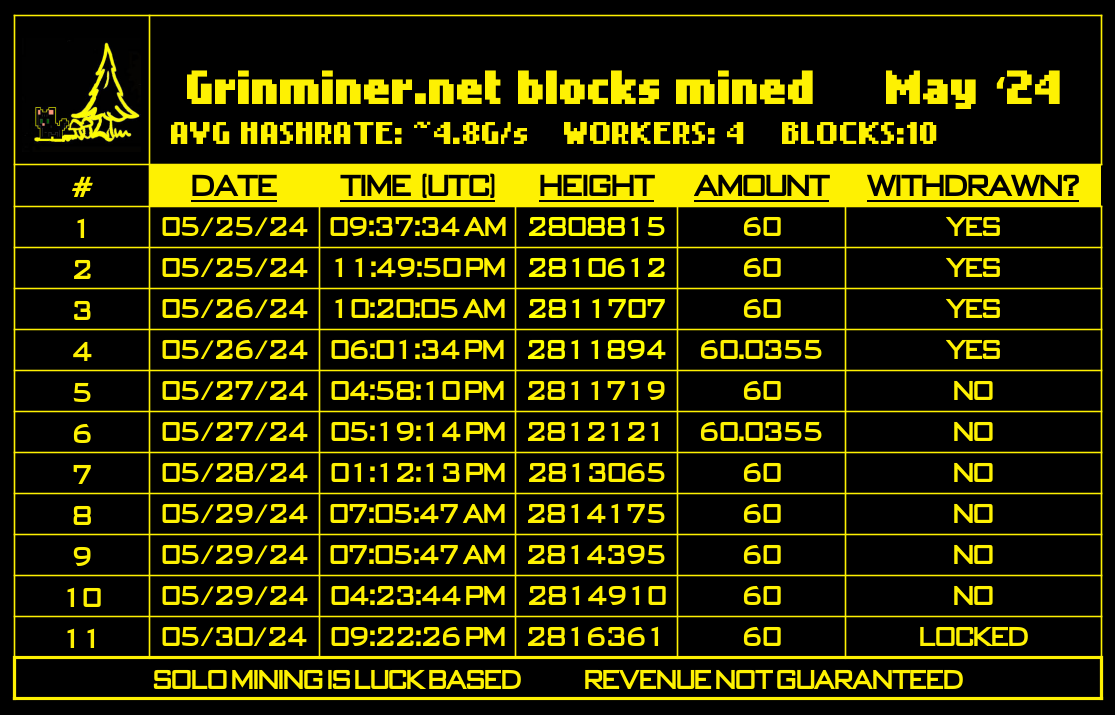 Grinminer.net blocks mined May ‘24
AVG HASHRATE: ~4.8G/s WORKERS: 4 BLOCKS:10
# DATE TIME (UTC) HEIGHT AMOUNT WITHDRAWN?
1 05/25/24 09:37:34 AM 2808815 60 YES
2 05/25/24 11:49:50 PM 2810612 60 YES
3 05/26/24 10:20:05 AM 2811707 60 YES
4 05/26/24 06:01:34 PM 2811894 60.0355 YES
5 05/27/24 04:58:10 PM 2811719 60 NO
6 05/27/24 05:19:14 PM 2812121 60.0355 NO
7 05/28/24 01:12:13 PM 2813065 60 NO
8 05/29/24 07:05:47 AM 2814175 60 NO
9 05/29/24 07:05:47 AM 2814395 60 NO
10 05/29/24 04:23:44 PM 2814910 60 NO
11 05/30/24 09:22:26 PM 2816361 60 LOCKED
SOLO MINING IS LUCK BASED REVENUE NOT GUARANTEED